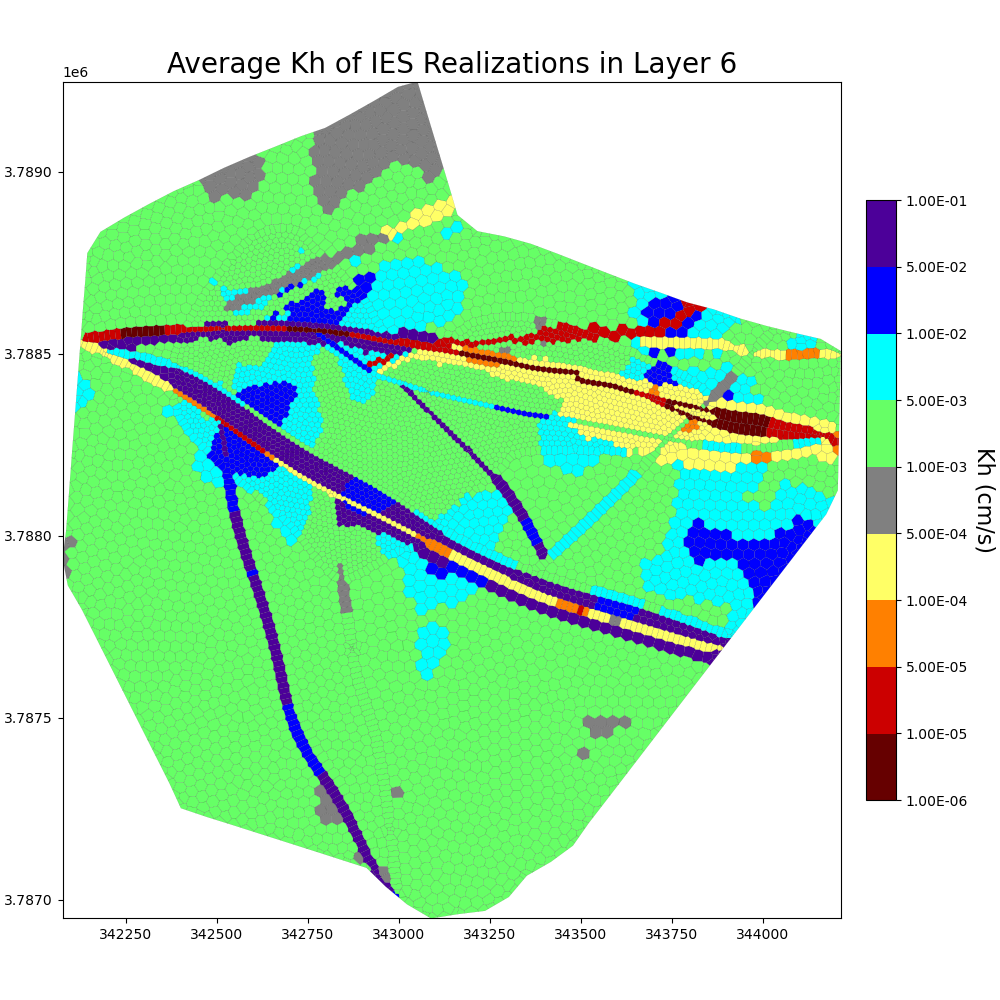 Average Kh of IES Realizations in Layer 6
1e6
3.7890
3.7885
3.7880
3.7875
3.7870
342250 342500 342750 343000 343250 343500 343750 344000
1.00E-01
5.00E-02
1.00E-02
5.00E-03
1.00E-03
5.00E-04
1.00E-04
5.00E-05
1.00E-05
1.00E-06
Kh (cm/s)